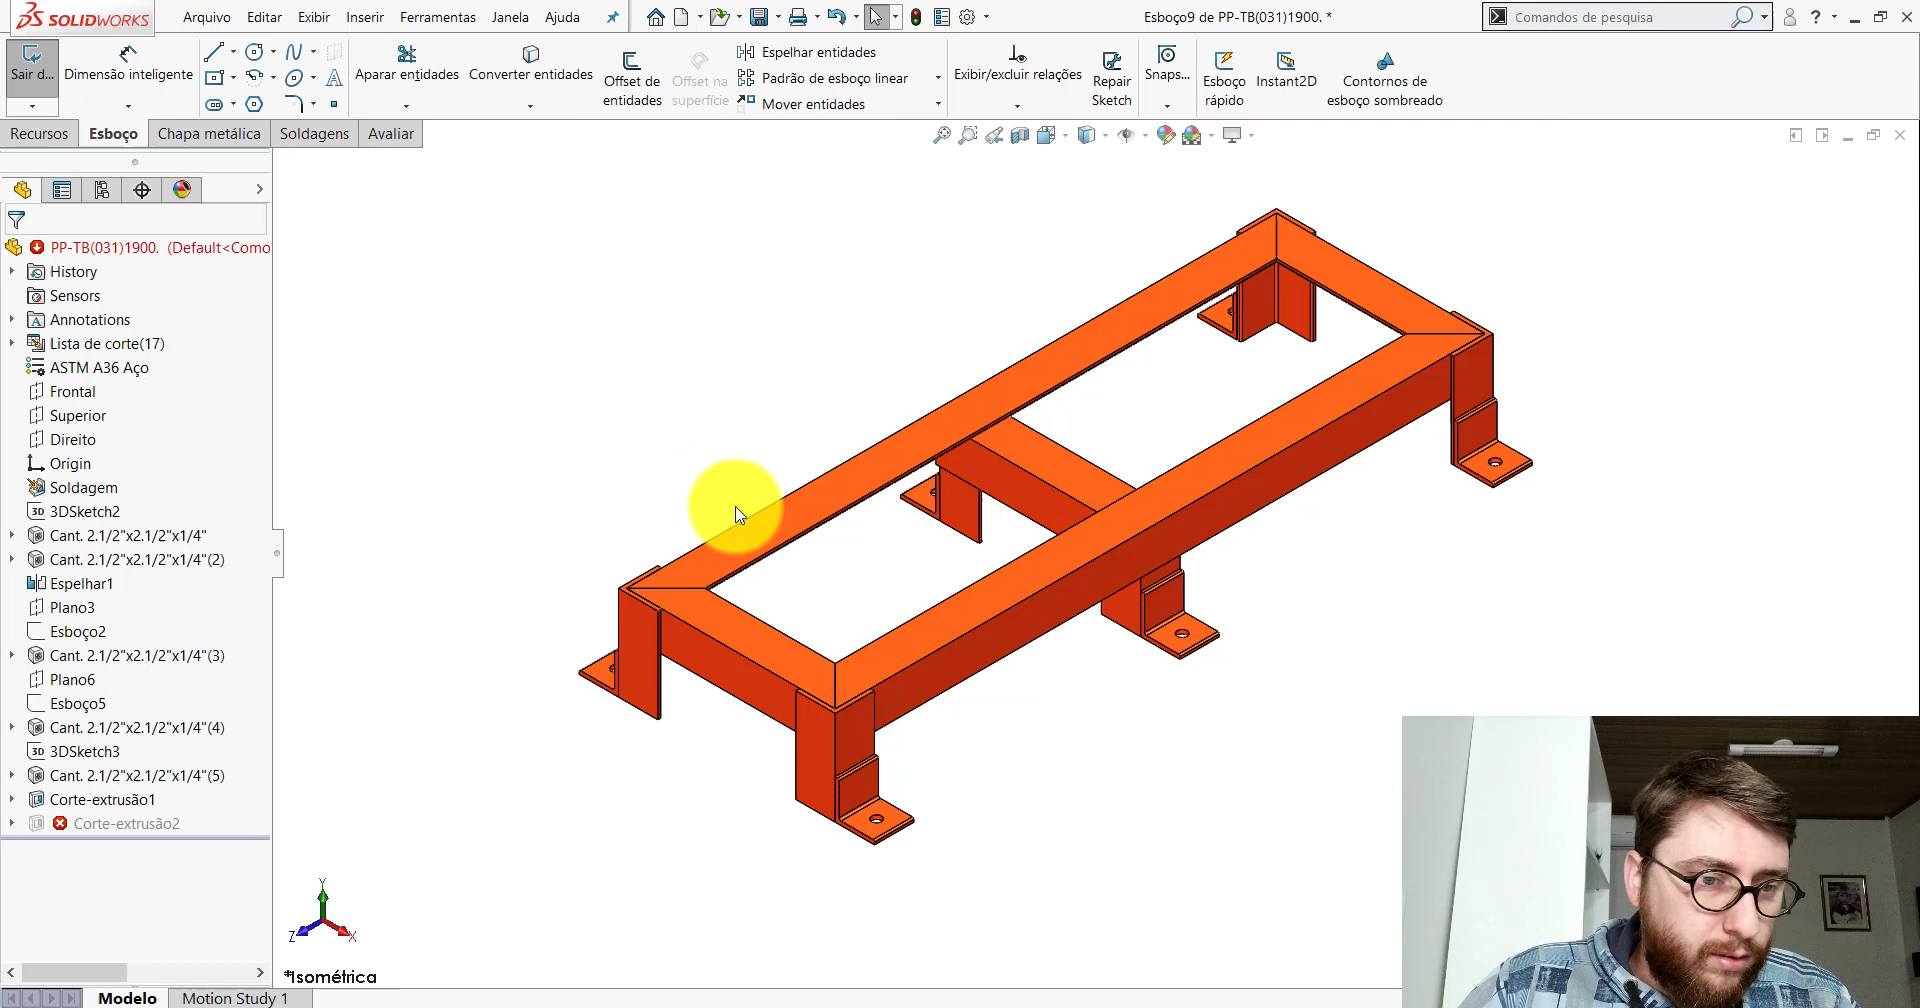 SOLIDWORKS
Arquivo Editar Exibir Inserir Ferramentas Janela Ajuda
Esboço9 de PP-TB(031)1900. *
Comandos de pesquisa
Sair d...
Dimensão inteligente
Aparar entidades
Converter entidades
Offset de entidades
Offset na superfície
Espelhar entidades
Padrão de esboço linear
Mover entidades
Exibir/excluir relações
Repair Sketch
Snaps...
Esboço rápido
Instant2D
Contornos de esboço sombreado
Recursos Esboço Chapa metálica Soldagens Avaliar
PP-TB(031)1900. (Default<Como
History
Sensors
Annotations
Lista de corte(17)
ASTM A36 Aço
Frontal
Superior
Direito
Origin
Soldagem
3D 3DSketch2
Cant. 2.1/2"x2.1/2"x1/4"
Cant. 2.1/2"x2.1/2"x1/4"(2)
Espelhar1
Plano3
Esboço2
Cant. 2.1/2"x2.1/2"x1/4"(3)
Plano6
Esboço5
Cant. 2.1/2"x2.1/2"x1/4"(4)
3D 3DSketch3
Cant. 2.1/2"x2.1/2"x1/4"(5)
Corte-extrusão1
Corte-extrusão2
Y
Z
X
*Isométrica
Modelo Motion Study 1